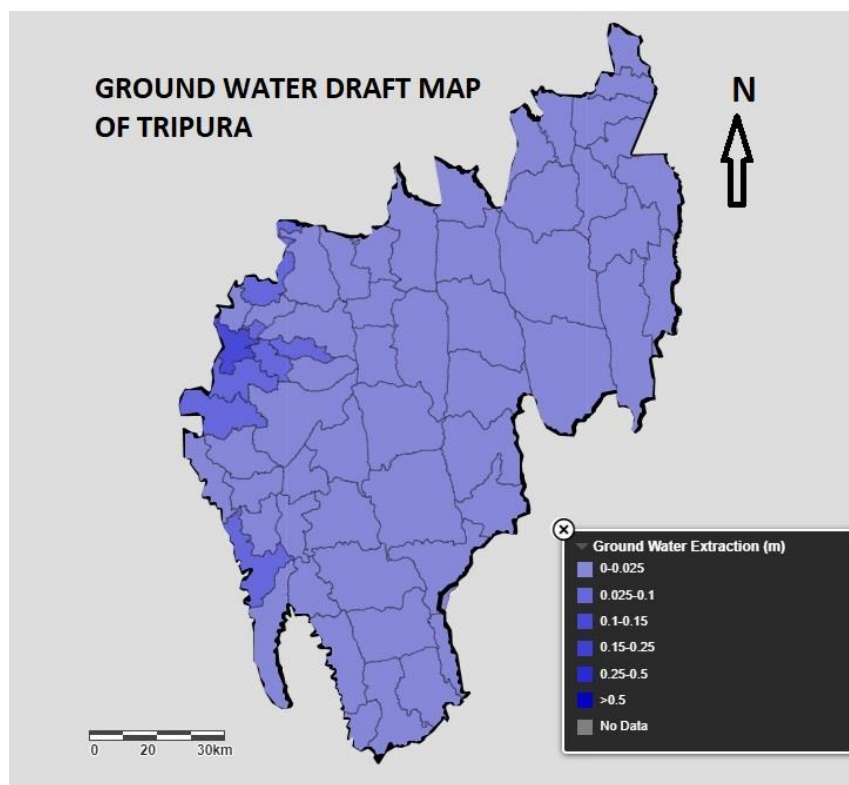 GROUND WATER DRAFT MAP
OF TRIPURA
N
Ground Water Extraction (m)
0-0.025
0.025-0.1
0.1-0.15
0.15-0.25
0.25-0.5
>0.5
No Data
0 20 30km